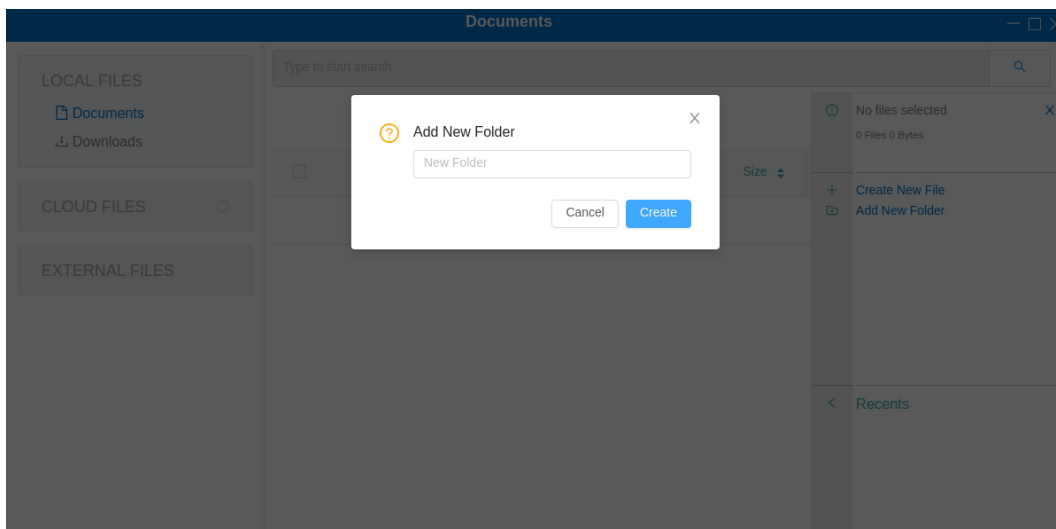 Documents
LOCAL FILES
Documents
Downloads
CLOUD FILES
EXTERNAL FILES
Type to start search
Add New Folder
New Folder
Cancel
Create
Size
No files selected
0 Files 0 Bytes
Create New File
Add New Folder
Recents